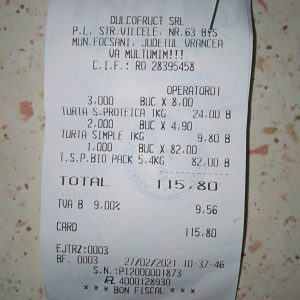 DULCOFRUCT SRL
P.L. STR.VILCELE, NR.63 BIS
MUN.FOCSANI, JUDETUL VRANCEA
VA MULTUMIM!!!
C.I.F.: RO 28395458
OPERATOR01
3,000 BUC X 8,00
TURTA S.PROTEICA 1KG 24,00 B
2,000 BUC X 4,90
TURTA SIMPLE 1KG 9,80 B
1,000 BUC X 82,00
T.S.P.BIO PACK 5,4KG 82,00 B
TOTAL 115,80
TVA B 9,00% 9,56
CARD 115,80
EJTRZ:0003
BF. 0003 27/02/2021 10-37-46
S.N.:P12000001873
4000128930
* * * BON FISCAL * * *